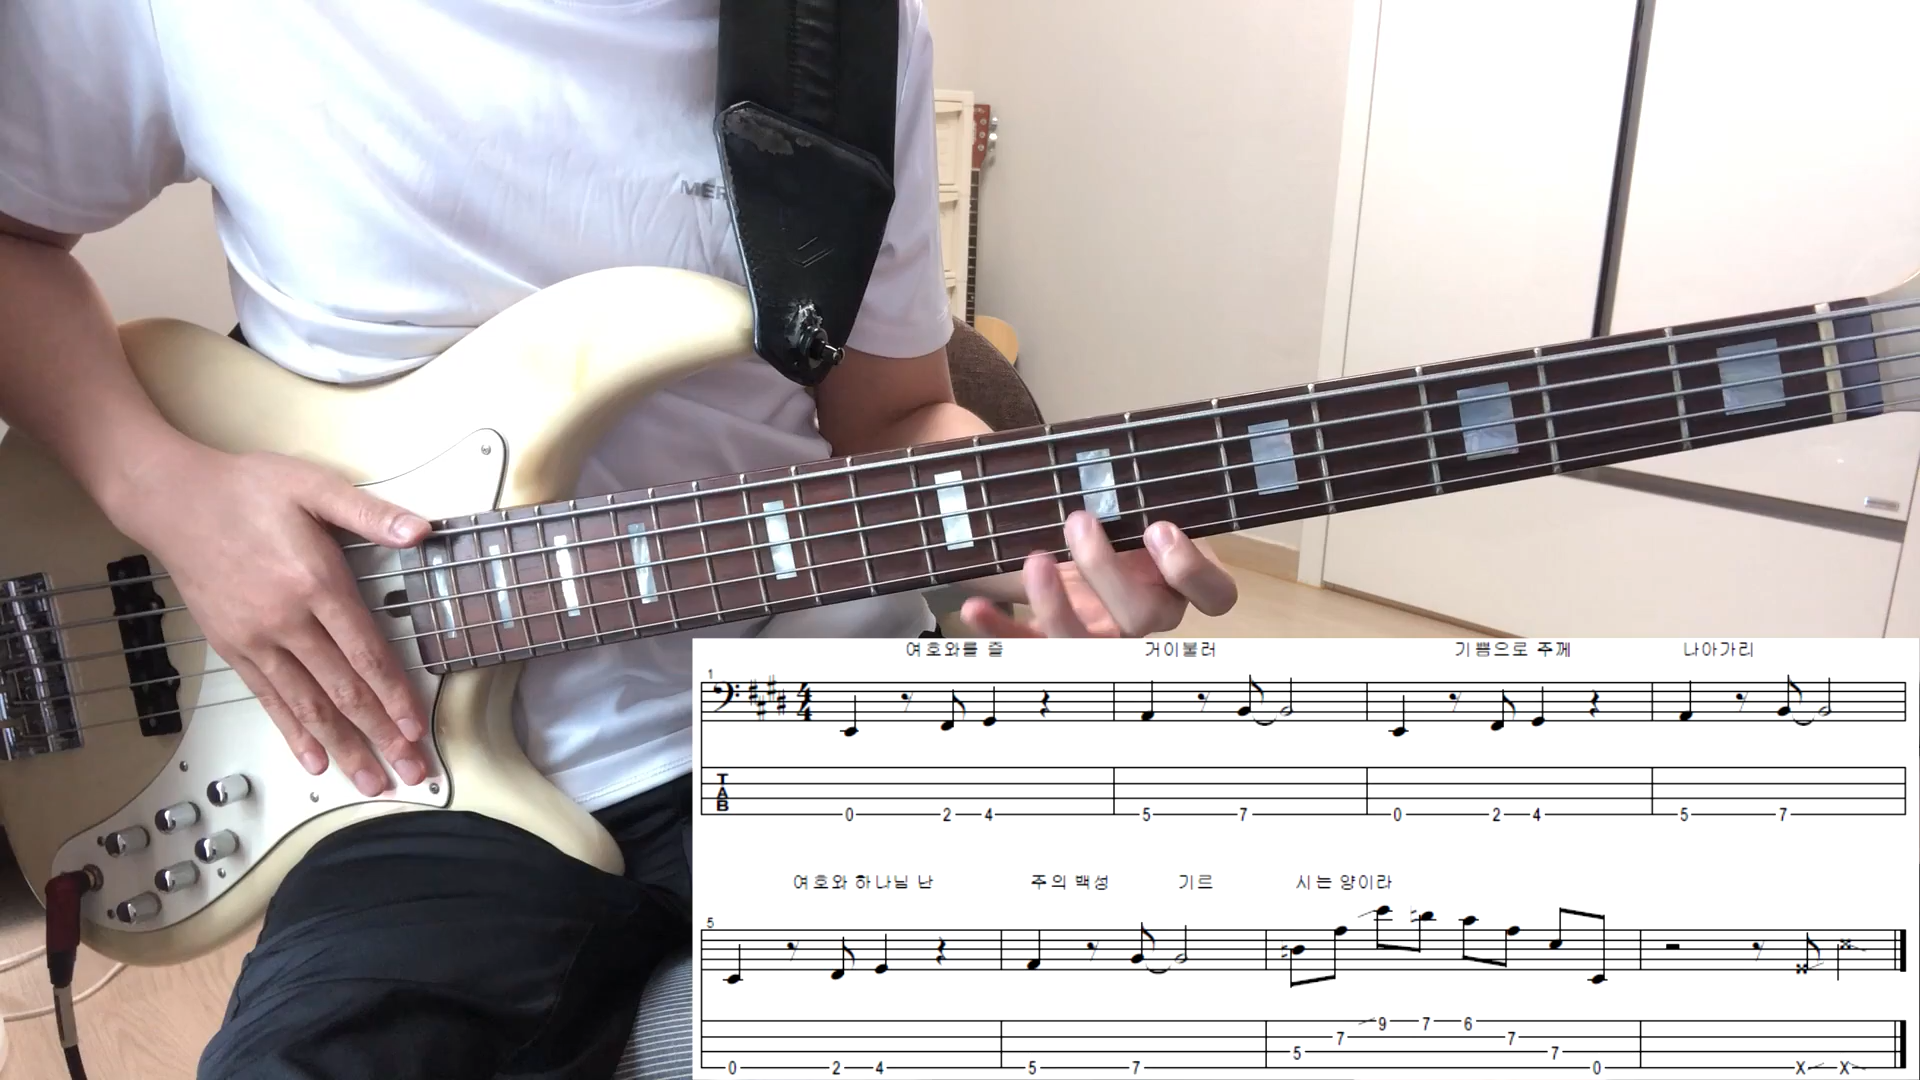 MER
여호와를 즐 거이불러 기쁨으로 주께 나아가리
1
4
4
T
A
B
0 2 4 5 7 0 2 4 5 7
여호와 하나님 난 주의 백성 기르 시는 양이라
5
0 2 4 5 7 5 7 9 7 6 7 7 0 X X